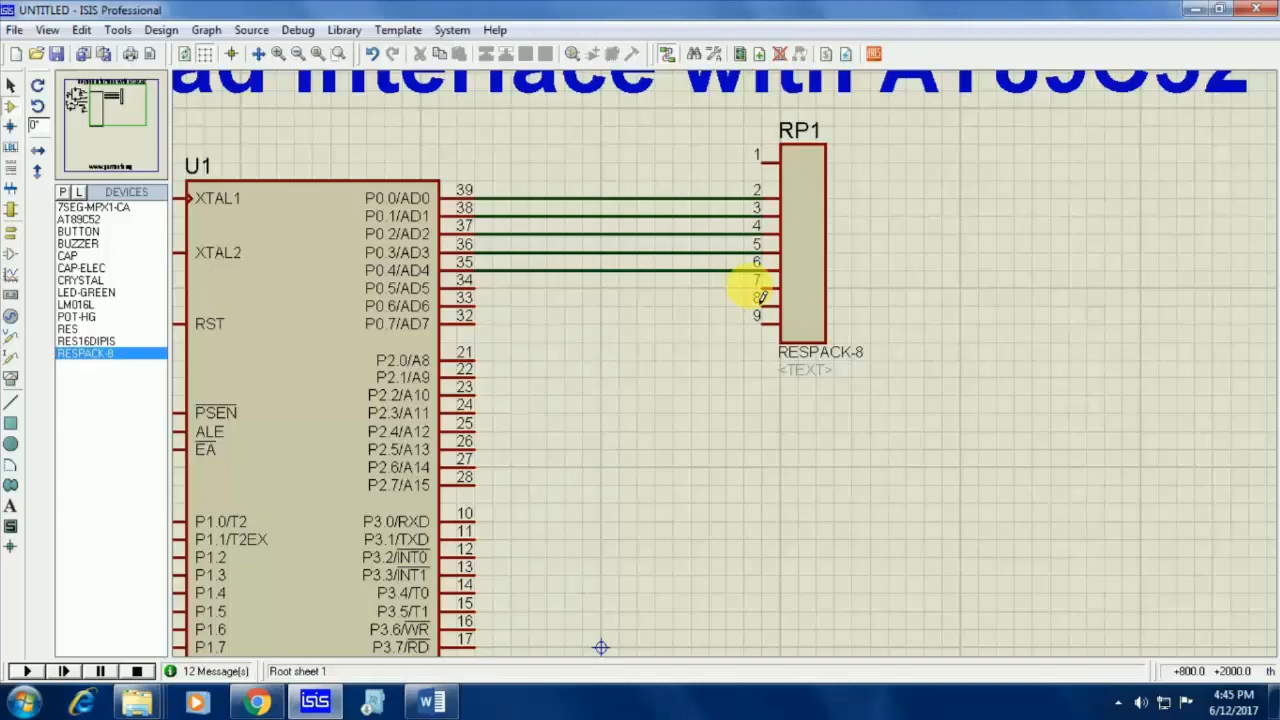 UNTITLED - ISIS Professional
File View Edit Tools Design Graph Source Debug Library Template System Help
ad Interface with AT89C52
0°
P L DEVICES
7SEG-MPX1-CA
AT89C52
BUTTON
BUZZER
CAP
CAP-ELEC
CRYSTAL
LED-GREEN
LM016L
POT-HG
RES
RES16DIPIS
RESPACK-8
LBL
ARES
A
U1
XTAL1
XTAL2
RST
PSEN
ALE
EA
P1.0/T2
P1.1/T2EX
P1.2
P1.3
P1.4
P1.5
P1.6
P1.7
P0.0/AD0 39
P0.1/AD1 38
P0.2/AD2 37
P0.3/AD3 36
P0.4/AD4 35
P0.5/AD5 34
P0.6/AD6 33
P0.7/AD7 32
P2.0/A8 21
P2.1/A9 22
P2.2/A10 23
P2.3/A11 24
P2.4/A12 25
P2.5/A13 26
P2.6/A14 27
P2.7/A15 28
P3.0/RXD 10
P3.1/TXD 11
P3.2/INT0 12
P3.3/INT1 13
P3.4/T0 14
P3.5/T1 15
P3.6/WR 16
P3.7/RD 17
RP1
1
2
3
4
5
6
7
8
9
RESPACK-8
<TEXT>
12 Message(s) Root sheet 1 +800.0 +2000.0 th
isis
4:45 PM
6/12/2017